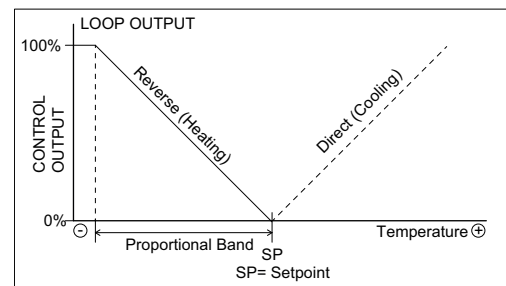 LOOP OUTPUT
100%
CONTROL
OUTPUT
Reverse (Heating)
Direct (Cooling)
0%
⊖
Temperature ⊕
Proportional Band
SP
SP= Setpoint